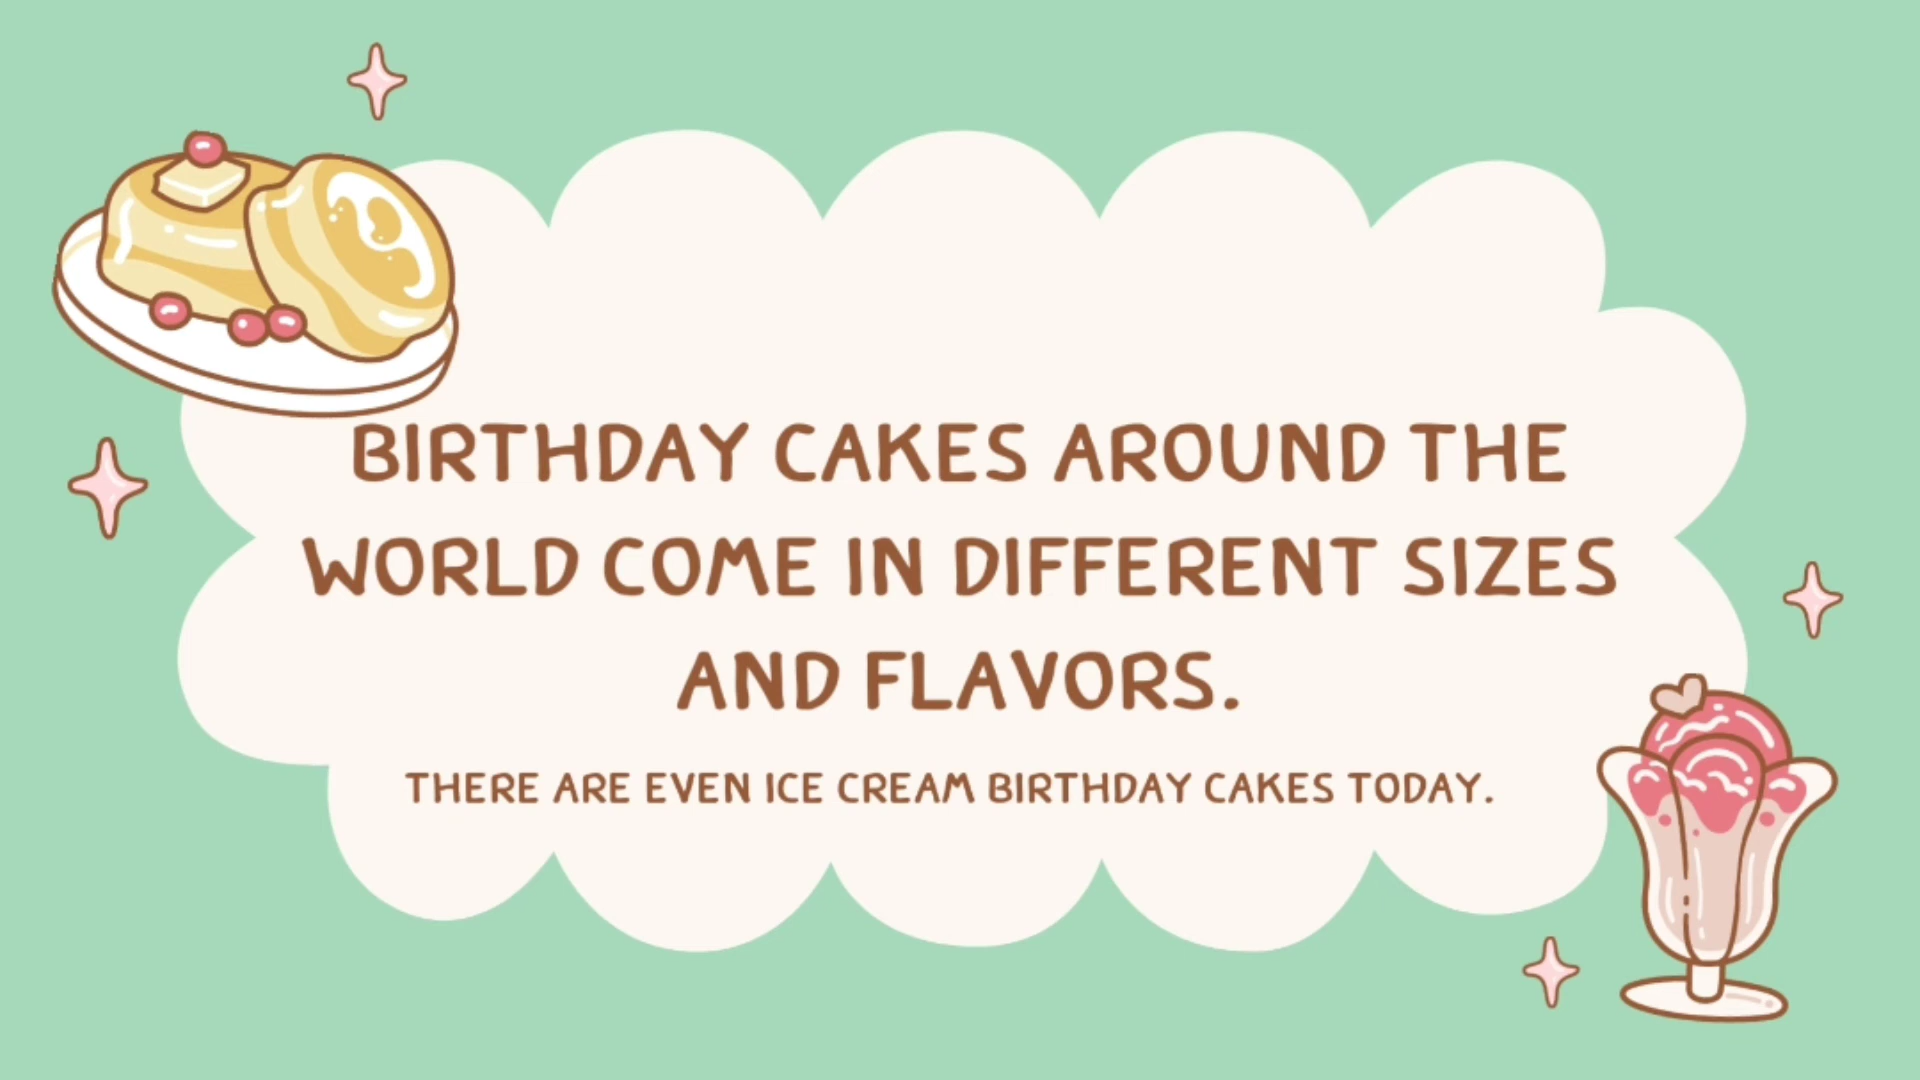 BIRTHDAY CAKES AROUND THE
WORLD COME IN DIFFERENT SIZES
AND FLAVORS.
THERE ARE EVEN ICE CREAM BIRTHDAY CAKES TODAY.